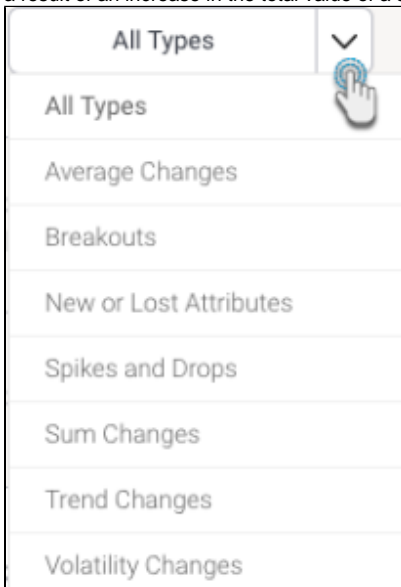 All Types
All Types
Average Changes
Breakouts
New or Lost Attributes
Spikes and Drops
Sum Changes
Trend Changes
Volatility Changes